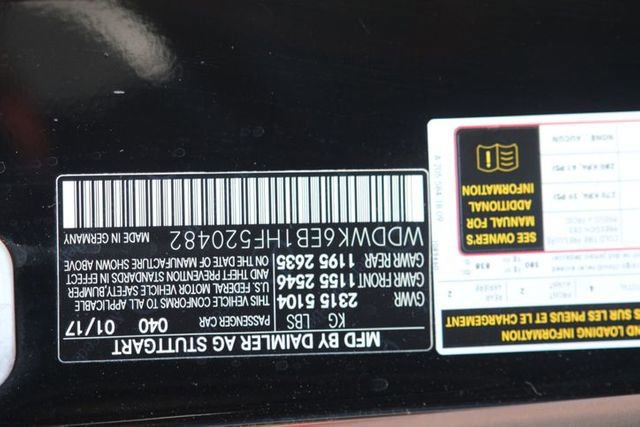 MFD BY DAIMLER AG STUTTGART
KG LBS PASSENGER CAR 040 01/17
GVWR 2315 5104
GAWR FRONT 1155 2546
GAWR REAR 1195 2635
THIS VEHICLE CONFORMS TO ALL APPLICABLE
U.S. FEDERAL MOTOR VEHICLE SAFETY, BUMPER,
AND THEFT PREVENTION STANDARDS IN EFFECT
ON THE DATE OF MANUFACTURE SHOWN ABOVE
WDDWK6EB1HF520482 MADE IN GERMANY
ND LOADING INFORMATION
S SUR LES PNEUS ET LE CHARGEMENT
SEE OWNER'S
MANUAL FOR
ADDITIONAL
INFORMATION